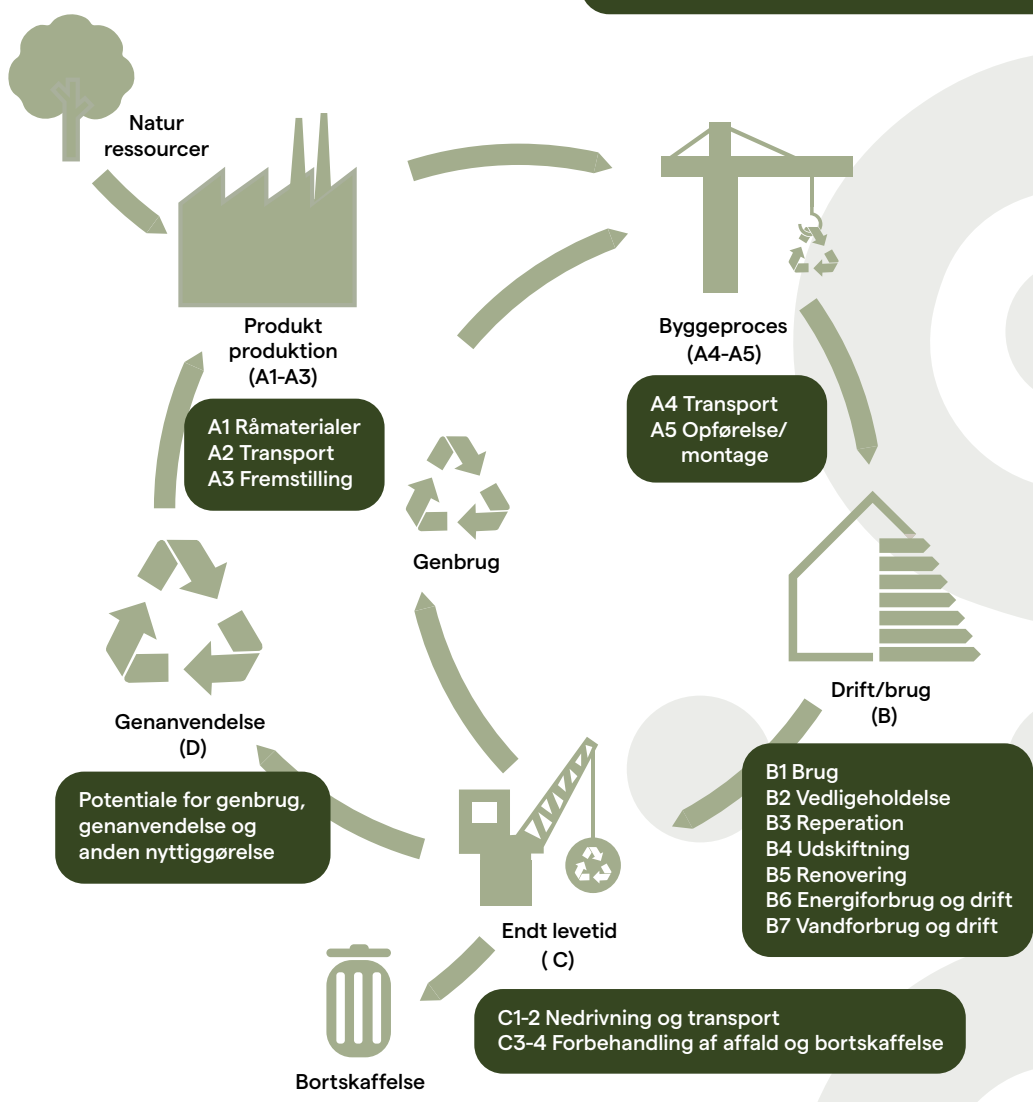 Natur
ressourcer
Produkt
produktion
(A1-A3)
A1 Råmaterialer
A2 Transport
A3 Fremstilling
Byggeproces
(A4-A5)
A4 Transport
A5 Opførelse/
montage
Genbrug
Genanvendelse
(D)
Potentiale for genbrug,
genanvendelse og
anden nyttiggørelse
Drift/brug
(B)
B1 Brug
B2 Vedligeholdelse
B3 Reperation
B4 Udskiftning
B5 Renovering
B6 Energiforbrug og drift
B7 Vandforbrug og drift
Endt levetid
( C)
C1-2 Nedrivning og transport
C3-4 Forbehandling af affald og bortskaffelse
Bortskaffelse